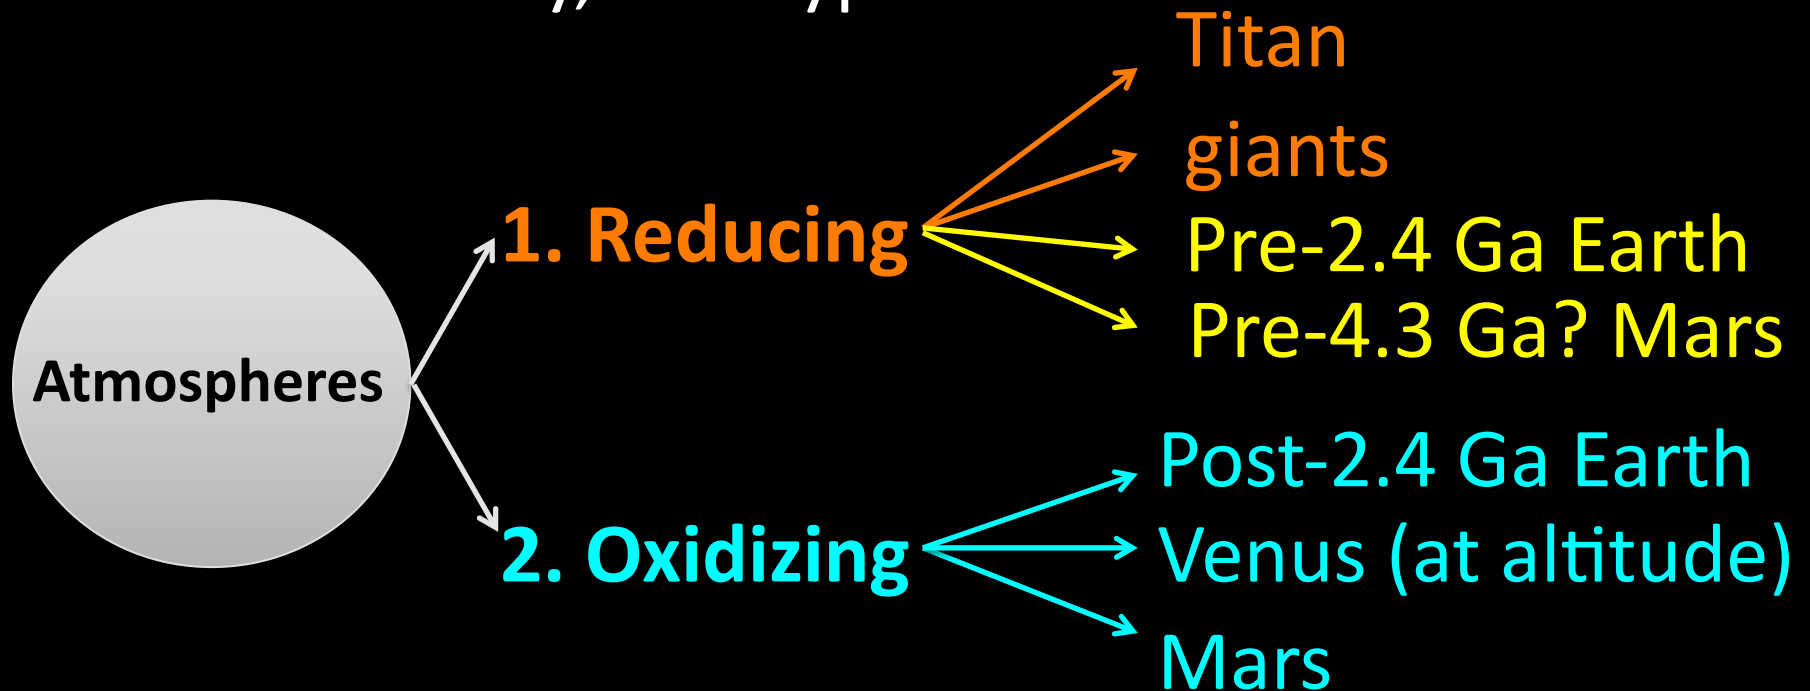 Titan
giants
1. Reducing
Pre-2.4 Ga Earth
Pre-4.3 Ga? Mars
Atmospheres
Post-2.4 Ga Earth
2. Oxidizing
Venus (at altitude)
Mars